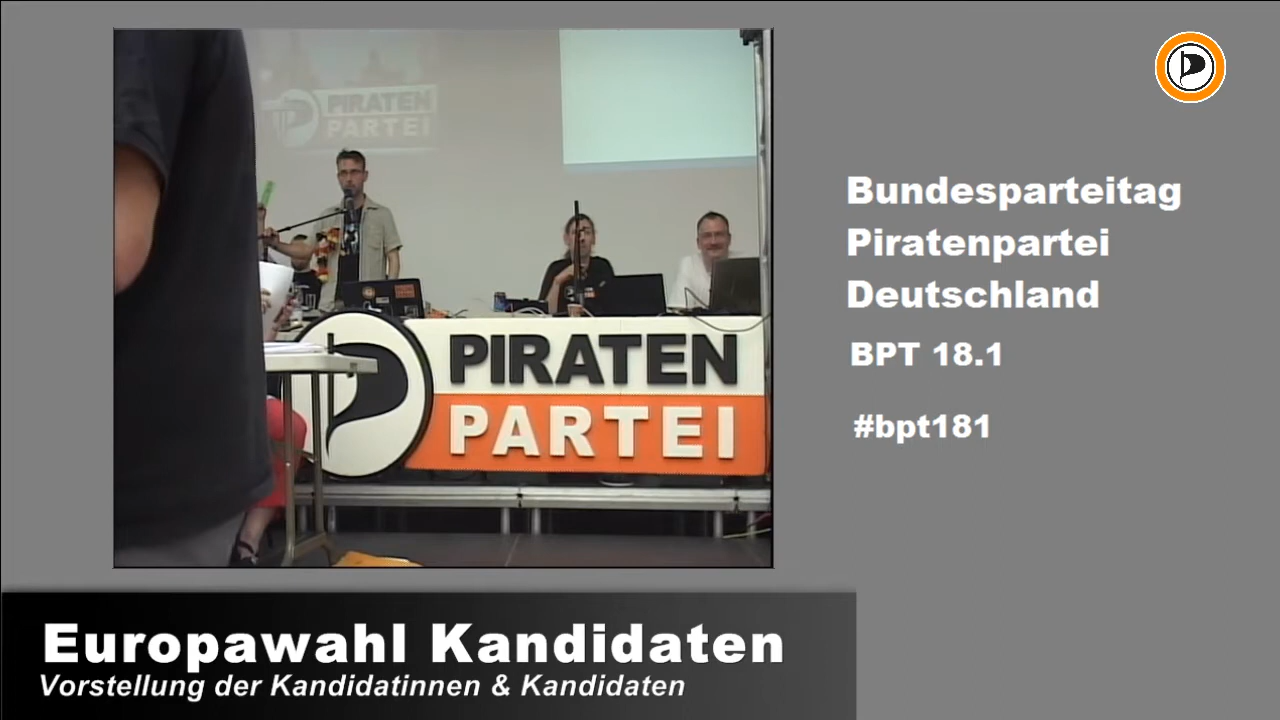 PIRATEN
PARTEI
PIRATEN
PARTEI
Bundesparteitag
Piratenpartei
Deutschland
BPT 18.1
#bpt181
Europawahl Kandidaten
Vorstellung der Kandidatinnen & Kandidaten